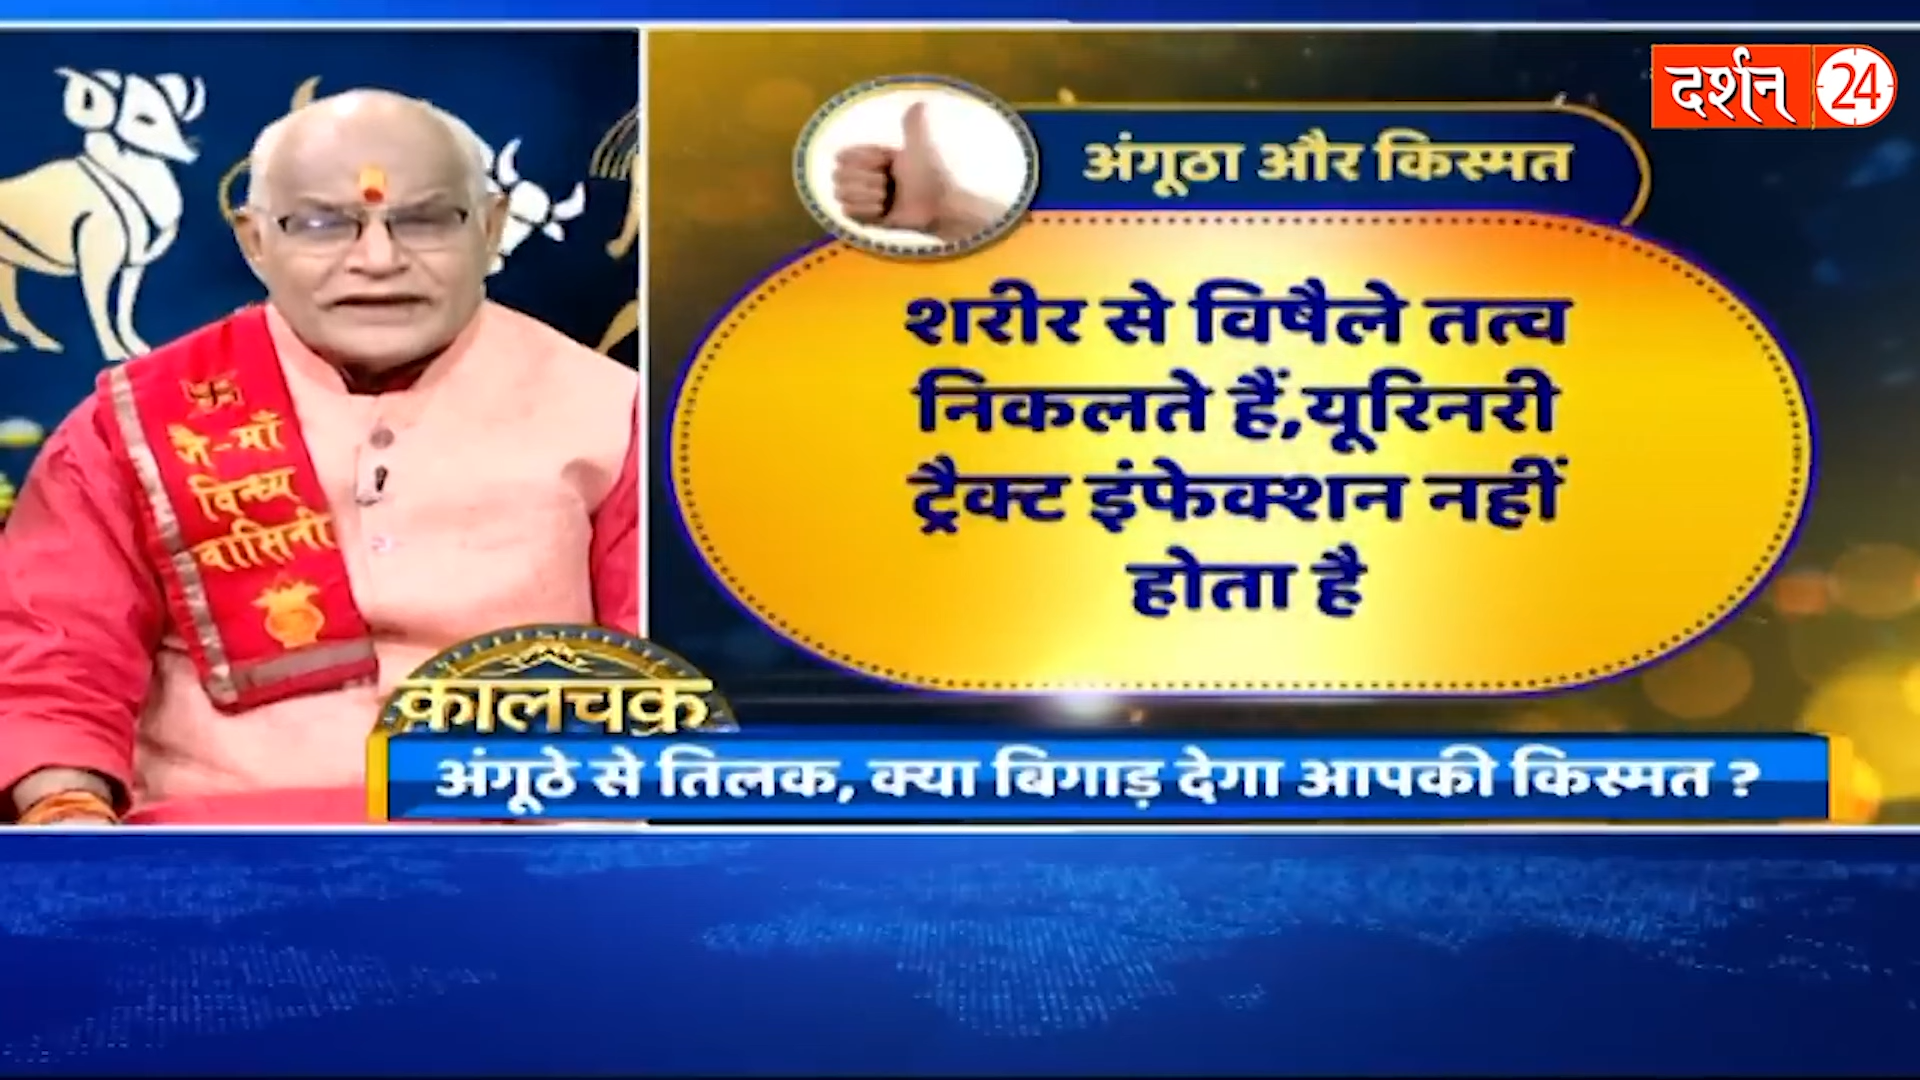 दर्शन 24
अंगूठा और किस्मत
शरीर से विषैले तत्व
निकलते हैं,यूरिनरी
ट्रैक्ट इंफेक्शन नहीं
होता है
जै-माँ
विन्ध्य
वासिनी
कालचक्र
अंगूठे से तिलक, क्या बिगाड़ देगा आपकी किस्मत ?